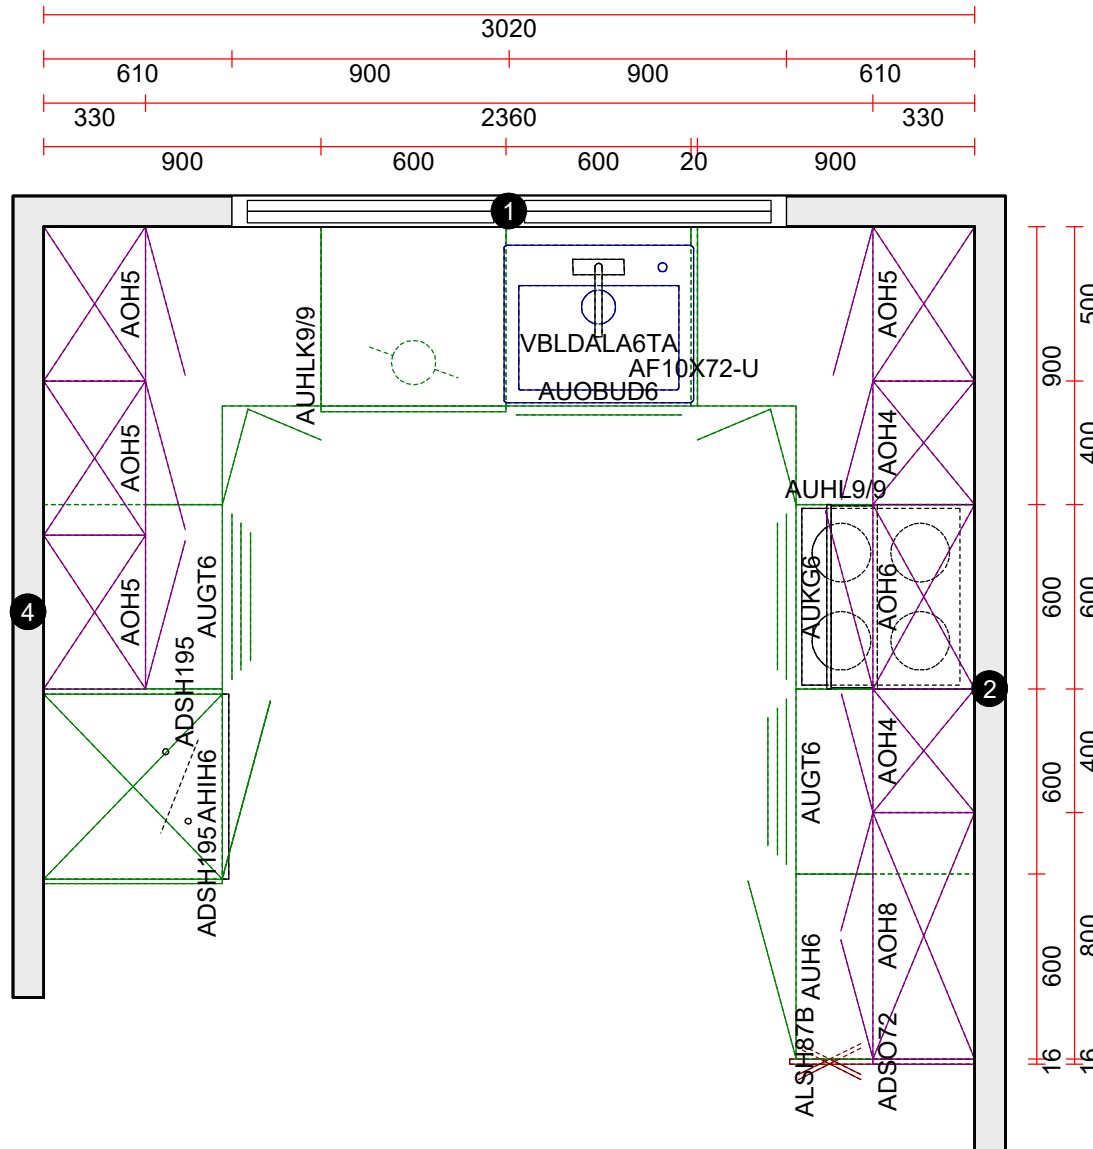 3020
610 900 900 610
330 2360 330
900 600 600 20 900
1
AOH5
AOH5
500
900
AUHLK9/9
VBLDALA6TA
AF10X72-U
AUOBUD6
AOH5
AOH4
400
AUHL9/9
AUGT6
AOH5
AUKG6
AOH6
600
600
4
ADSH195
2
AHIH6
AUGT6
AOH4
600
400
ADSH195
AUH6
AOH8
600
800
ALSH87B
ADSO72
16
16